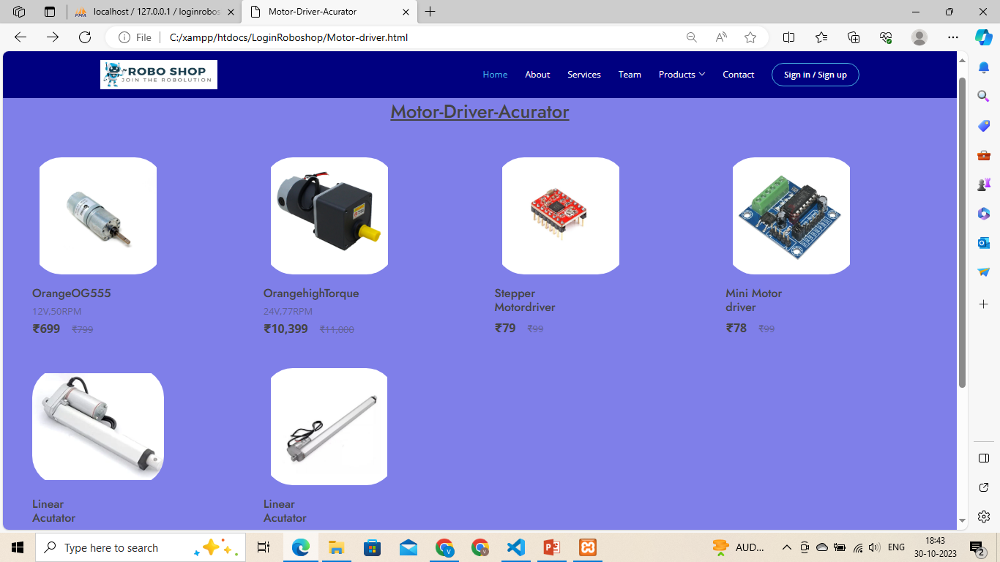 localhost / 127.0.0.1 / loginrobos
Motor-Driver-Acurator
File
C:/xampp/htdocs/LoginRoboshop/Motor-driver.html
ROBO SHOP
JOIN THE ROBOLUTION
Home
About
Services
Team
Products
Contact
Sign in / Sign up
Motor-Driver-Acurator
OrangeOG555
12V,50RPM
₹699 ₹799
OrangehighTorque
24V,77RPM
₹10,399 ₹11,000
Stepper
Motordriver
₹79 ₹99
Mini Motor
driver
₹78 ₹99
Linear
Acutator
Linear
Acutator
Type here to search
AUD...
ENG
18:43
30-10-2023
2